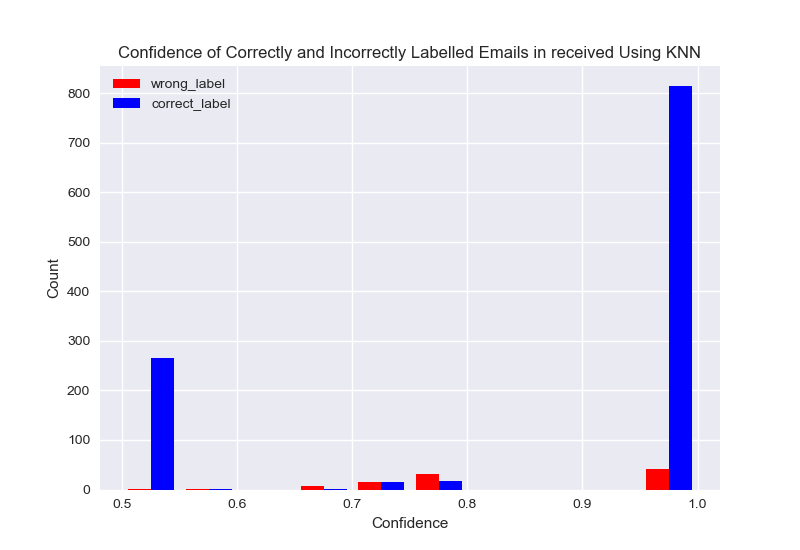 Confidence of Correctly and Incorrectly Labelled Emails in received Using KNN
wrong_label
correct_label
800
700
600
500
400
300
200
100
0
Count
0.5 0.6 0.7 0.8 0.9 1.0
Confidence